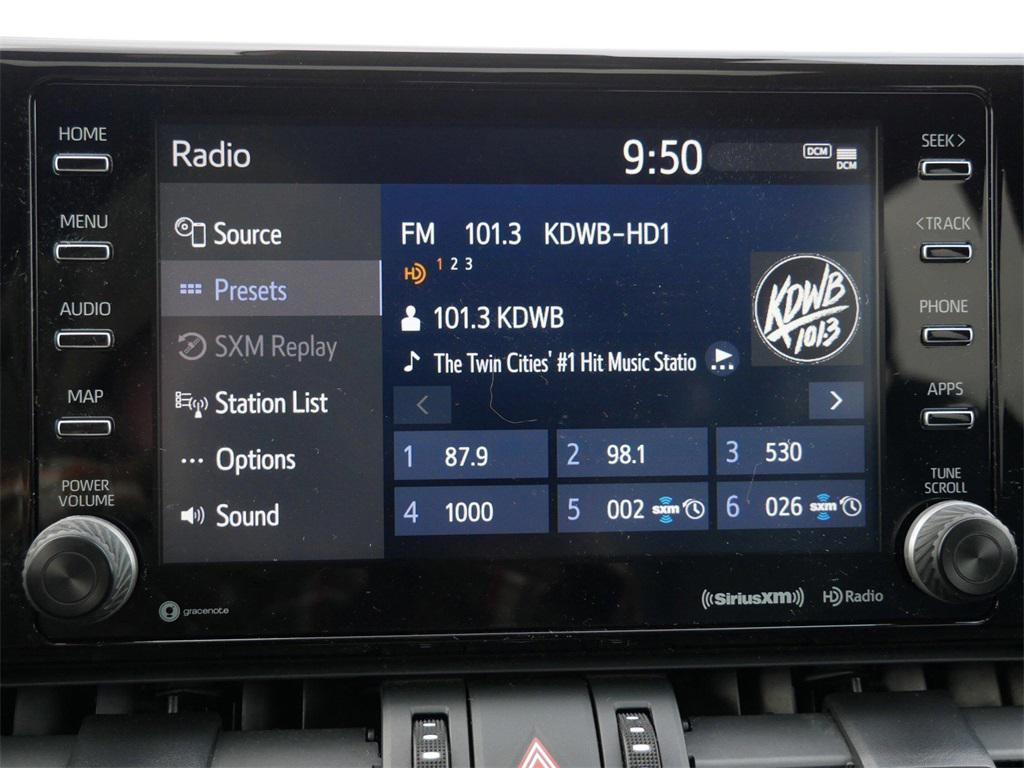 HOME
MENU
AUDIO
MAP
POWER
VOLUME
Radio
9:50
DCM
DCM
Source
Presets
SXM Replay
Station List
Options
Sound
FM 101.3 KDWB-HD1
HD 1 2 3
101.3 KDWB
The Twin Cities' #1 Hit Music Statio
KDWB
101.3
1 87.9
2 98.1
3 530
4 1000
5 002 sxm
6 026 sxm
SEEK >
< TRACK
PHONE
APPS
TUNE
SCROLL
gracenote
((SiriusXM))
HD Radio